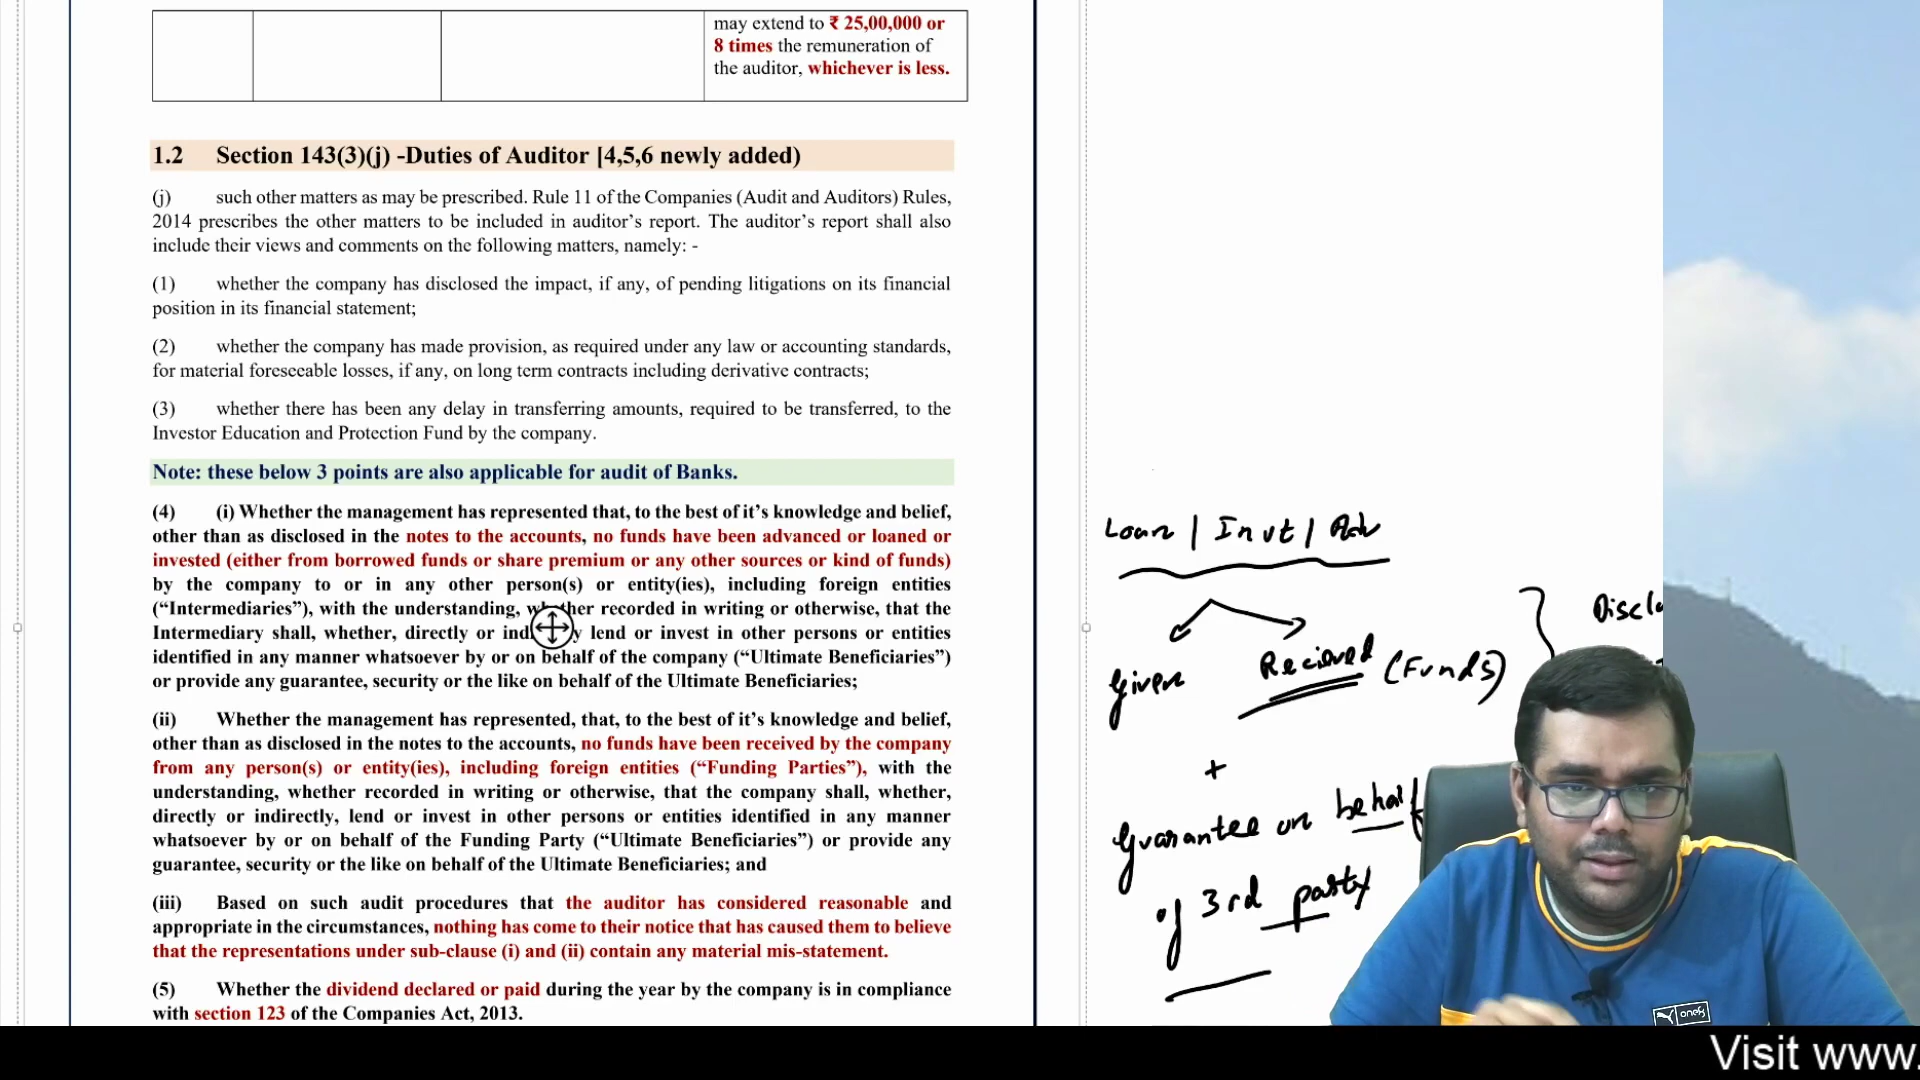 may extend to ₹ 25,00,000 or
8 times the remuneration of
the auditor, whichever is less.
1.2 Section 143(3)(j) -Duties of Auditor [4,5,6 newly added)
(j) such other matters as may be prescribed. Rule 11 of the Companies (Audit and Auditors) Rules,
2014 prescribes the other matters to be included in auditor’s report. The auditor’s report shall also
include their views and comments on the following matters, namely: -
(1) whether the company has disclosed the impact, if any, of pending litigations on its financial
position in its financial statement;
(2) whether the company has made provision, as required under any law or accounting standards,
for material foreseeable losses, if any, on long term contracts including derivative contracts;
(3) whether there has been any delay in transferring amounts, required to be transferred, to the
Investor Education and Protection Fund by the company.
Note: these below 3 points are also applicable for audit of Banks.
(4) (i) Whether the management has represented that, to the best of it’s knowledge and belief,
other than as disclosed in the notes to the accounts, no funds have been advanced or loaned or
invested (either from borrowed funds or share premium or any other sources or kind of funds)
by the company to or in any other person(s) or entity(ies), including foreign entities
(“Intermediaries”), with the understanding, whether recorded in writing or otherwise, that the
Intermediary shall, whether, directly or indirectly lend or invest in other persons or entities
identified in any manner whatsoever by or on behalf of the company (“Ultimate Beneficiaries”)
or provide any guarantee, security or the like on behalf of the Ultimate Beneficiaries;
(ii) Whether the management has represented, that, to the best of it’s knowledge and belief,
other than as disclosed in the notes to the accounts, no funds have been received by the company
from any person(s) or entity(ies), including foreign entities (“Funding Parties”), with the
understanding, whether recorded in writing or otherwise, that the company shall, whether,
directly or indirectly, lend or invest in other persons or entities identified in any manner
whatsoever by or on behalf of the Funding Party (“Ultimate Beneficiaries”) or provide any
guarantee, security or the like on behalf of the Ultimate Beneficiaries; and
(iii) Based on such audit procedures that the auditor has considered reasonable and
appropriate in the circumstances, nothing has come to their notice that has caused them to believe
that the representations under sub-clause (i) and (ii) contain any material mis-statement.
(5) Whether the dividend declared or paid during the year by the company is in compliance
with section 123 of the Companies Act, 2013.
Loan | Invt | Adv
Given Recieved (Funds)
Disclo
+
Guarantee on behalf
of 3rd party
one8
Visit www.